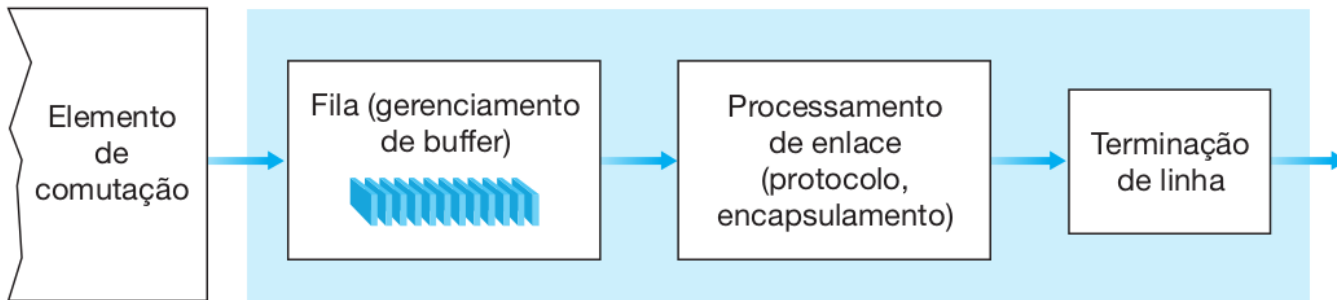 Elemento
de
comutação
Fila (gerenciamento
de buffer)
Processamento
de enlace
(protocolo,
encapsulamento)
Terminação
de linha